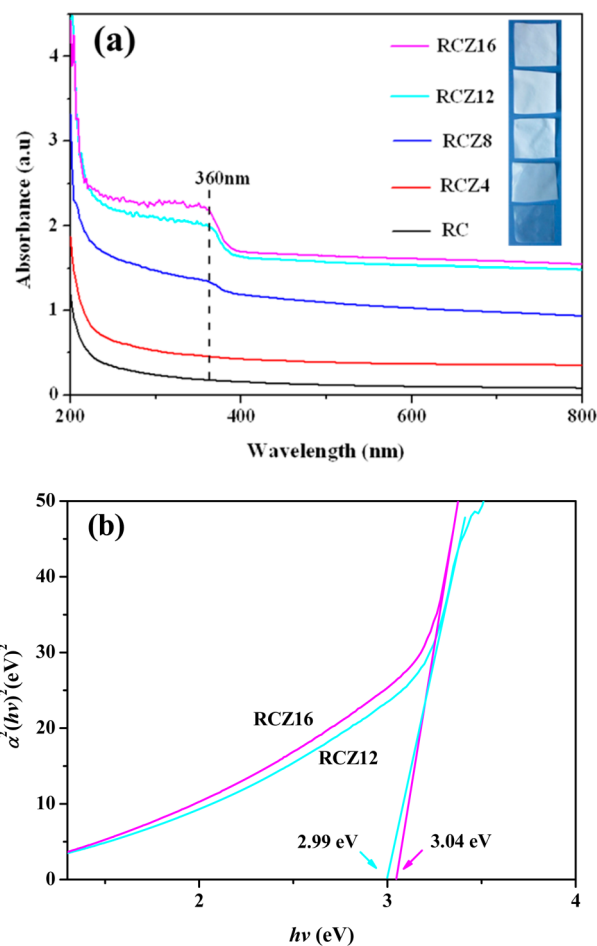 (a)
RCZ16
RCZ12
RCZ8
RCZ4
RC
360nm
4
3
2
1
0
Absorbance (a.u)
200
400
600
800
Wavelength (nm)
(b)
50
40
30
20
10
0
α²(hν)²(eV)²
RCZ16
RCZ12
2.99 eV
3.04 eV
2
3
4
hν (eV)